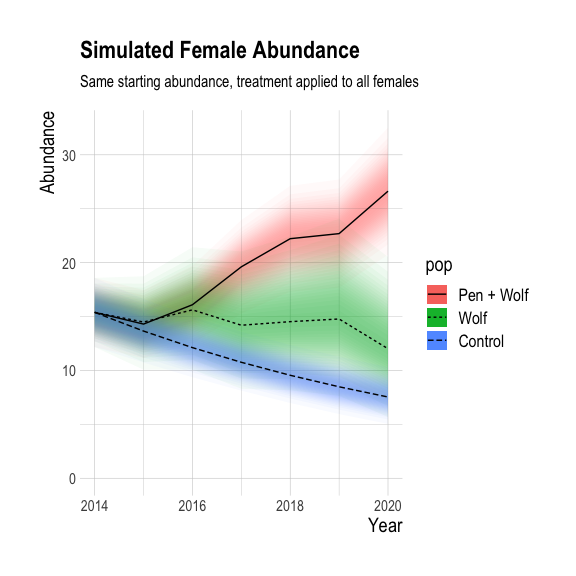 Simulated Female Abundance
Same starting abundance, treatment applied to all females
Abundance
30
20
10
0
2014 2016 2018 2020
Year
pop
Pen + Wolf
Wolf
Control